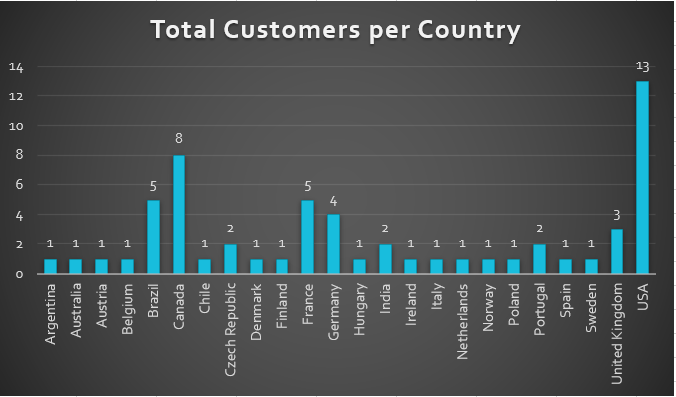 Total Customers per Country
14
12
10
8
6
4
2
0
1 1 1 1 5 8 1 2 1 1 5 4 1 2 1 1 1 1 1 2 1 1 3 13
Argentina
Australia
Austria
Belgium
Brazil
Canada
Chile
Czech Republic
Denmark
Finland
France
Germany
Hungary
India
Ireland
Italy
Netherlands
Norway
Poland
Portugal
Spain
Sweden
United Kingdom
USA